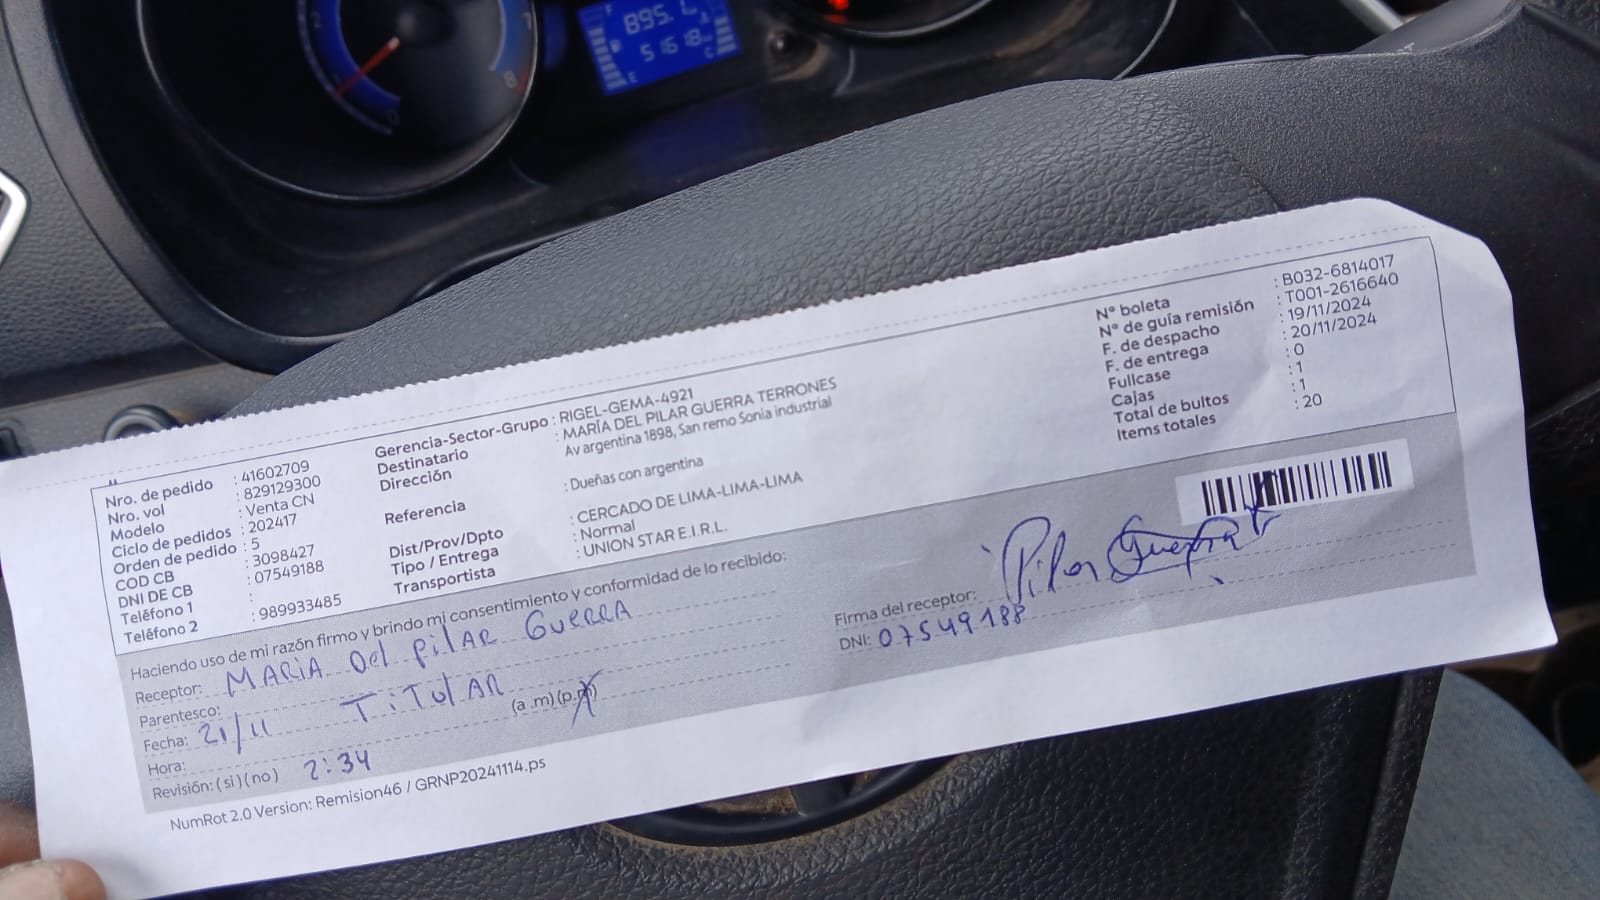 895.
51618
Nro. de pedido : 41602709
Nro. vol : 829129300
Modelo : Venta CN
Ciclo de pedidos : 202417
Orden de pedido : 5
COD CB : 3098427
DNI DE CB : 07549188
Teléfono 1 :
Teléfono 2 : 989933485
Gerencia-Sector-Grupo : RIGEL-GEMA-4921
Destinatario : MARÍA DEL PILAR GUERRA TERRONES
Dirección : Av argentina 1898, San remo Sonia industrial
Referencia : Dueñas con argentina
Dist/Prov/Dpto : CERCADO DE LIMA-LIMA-LIMA
Tipo / Entrega : Normal
Transportista : UNION STAR E.I.R.L.
Nº boleta : B032-6814017
Nº de guía remisión : T001-2616640
F. de despacho : 19/11/2024
F. de entrega : 20/11/2024
Fullcase : 0
Cajas : 1
Total de bultos : 1
Items totales : 20
Haciendo uso de mi razón firmo y brindo mi consentimiento y conformidad de lo recibido:
Receptor: MARIA Del PilAR GUERRA
Parentesco: TiTulAR
Fecha: 21/11
Hora: 2:34 (a .m) (p.m)
Revisión: (si) (no)
Firma del receptor: Pilar Guerra
DNI: 07549188
NumRot 2.0 Version: Remision46 / GRNP20241114.ps